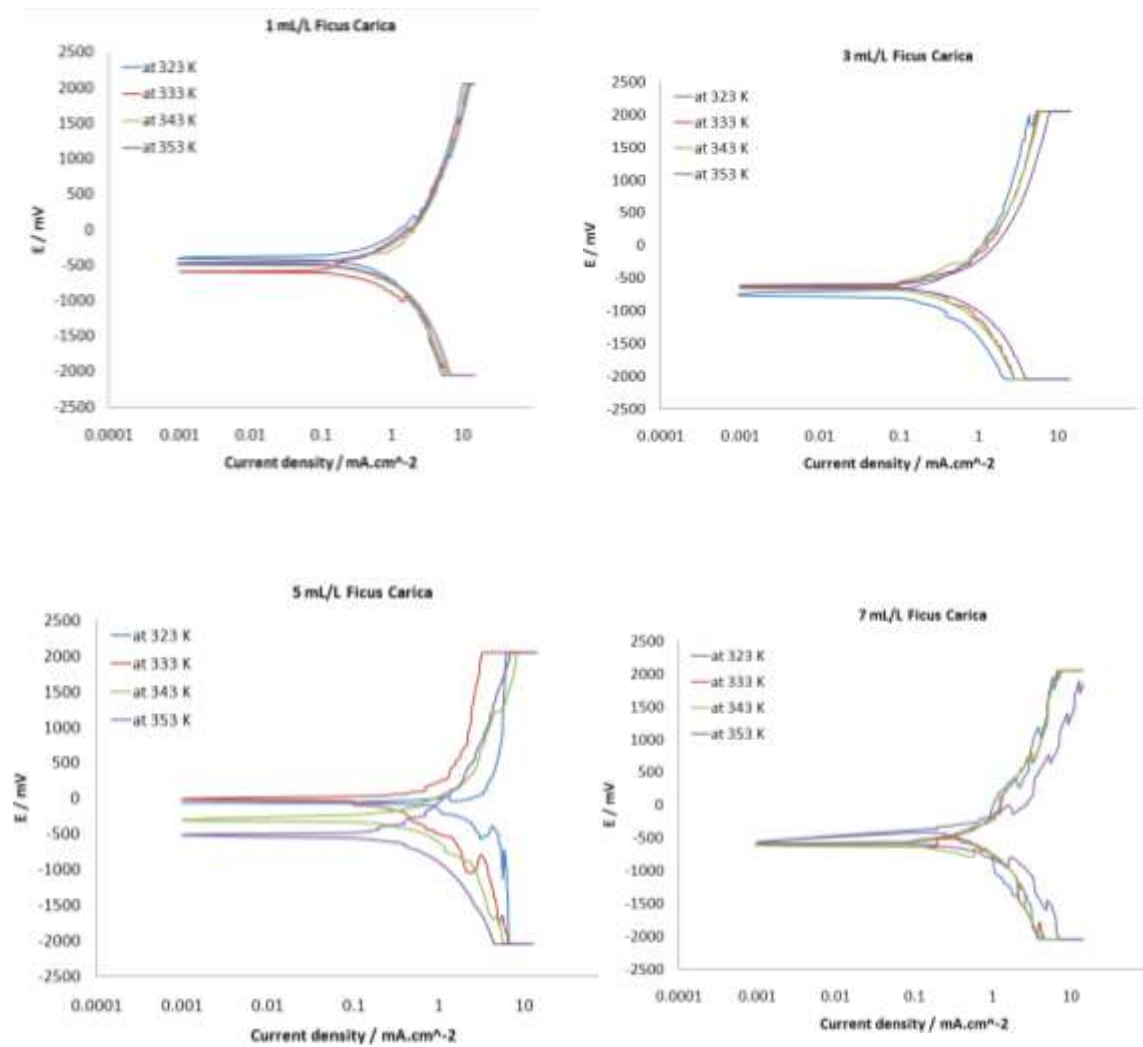 1 mL/L Ficus Carica
2500
2000
1500
1000
500
0
-500
-1000
-1500
-2000
-2500
E / mV
at 323 K
at 333 K
at 343 K
at 353 K
0.0001 0.001 0.01 0.1 1 10
Current density / mA.cm^-2
3 mL/L Ficus Carica
2500
2000
1500
1000
500
0
-500
-1000
-1500
-2000
-2500
E / mV
at 323 K
at 333 K
at 343 K
at 353 K
0.0001 0.001 0.01 0.1 1 10
Current density / mA.cm^-2
5 mL/L Ficus Carica
2500
2000
1500
1000
500
0
-500
-1000
-1500
-2000
-2500
E / mV
at 323 K
at 333 K
at 343 K
at 353 K
0.0001 0.001 0.01 0.1 1 10
Current density / mA.cm^-2
7 mL/L Ficus Carica
2500
2000
1500
1000
500
0
-500
-1000
-1500
-2000
-2500
E / mV
at 323 K
at 333 K
at 343 K
at 353 K
0.0001 0.001 0.01 0.1 1 10
Current density / mA.cm^-2